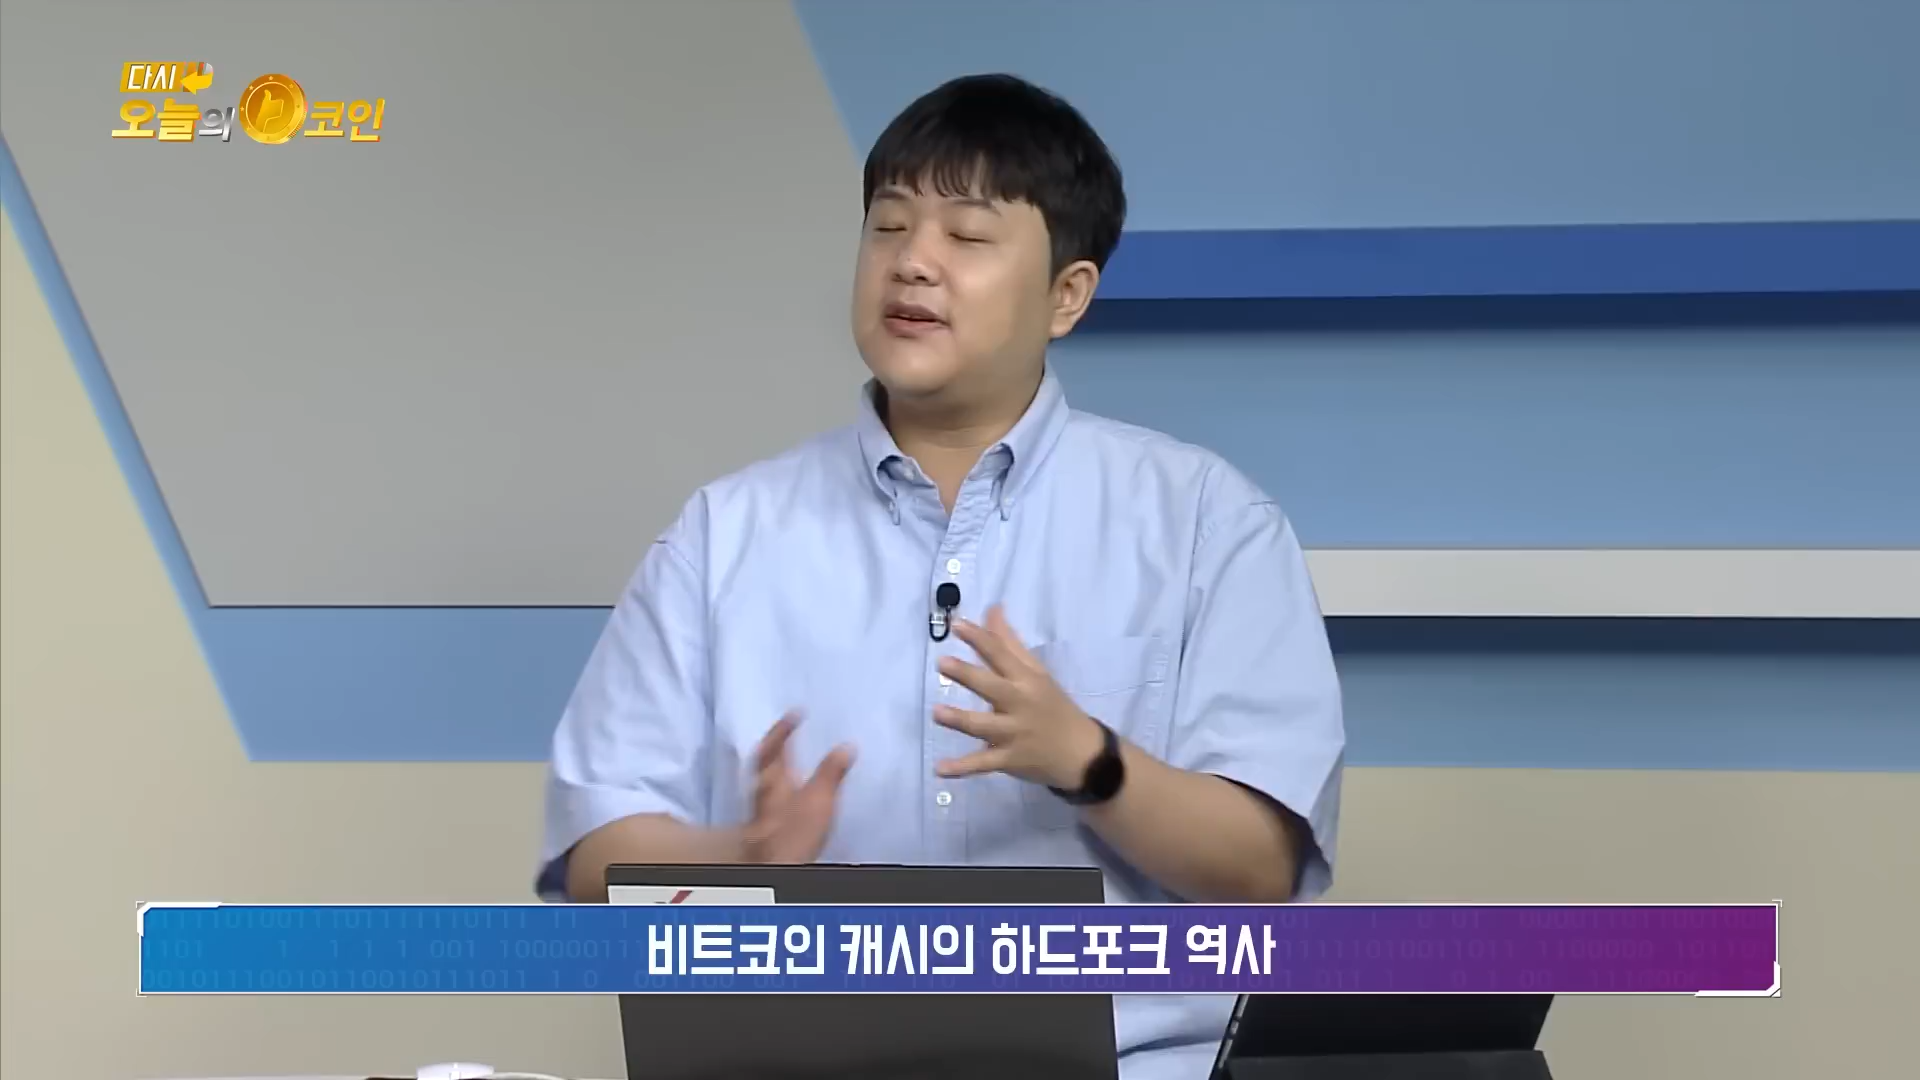 다시
오늘의 코인
비트코인 캐시의 하드포크 역사